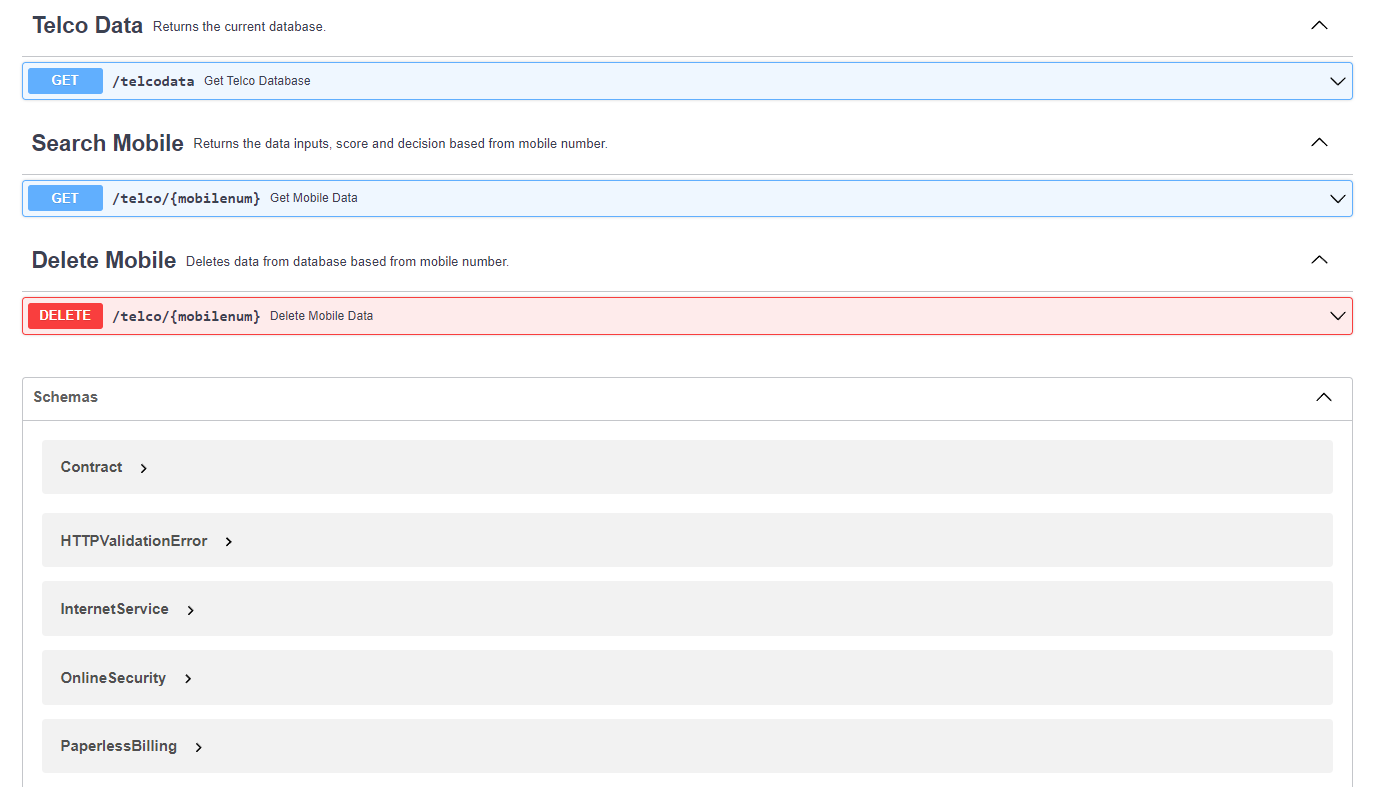 Telco Data Returns the current database.
GET /telcodata Get Telco Database
Search Mobile Returns the data inputs, score and decision based from mobile number.
GET /telco/{mobilenum} Get Mobile Data
Delete Mobile Deletes data from database based from mobile number.
DELETE /telco/{mobilenum} Delete Mobile Data
Schemas
Contract
HTTPValidationError
InternetService
OnlineSecurity
PaperlessBilling